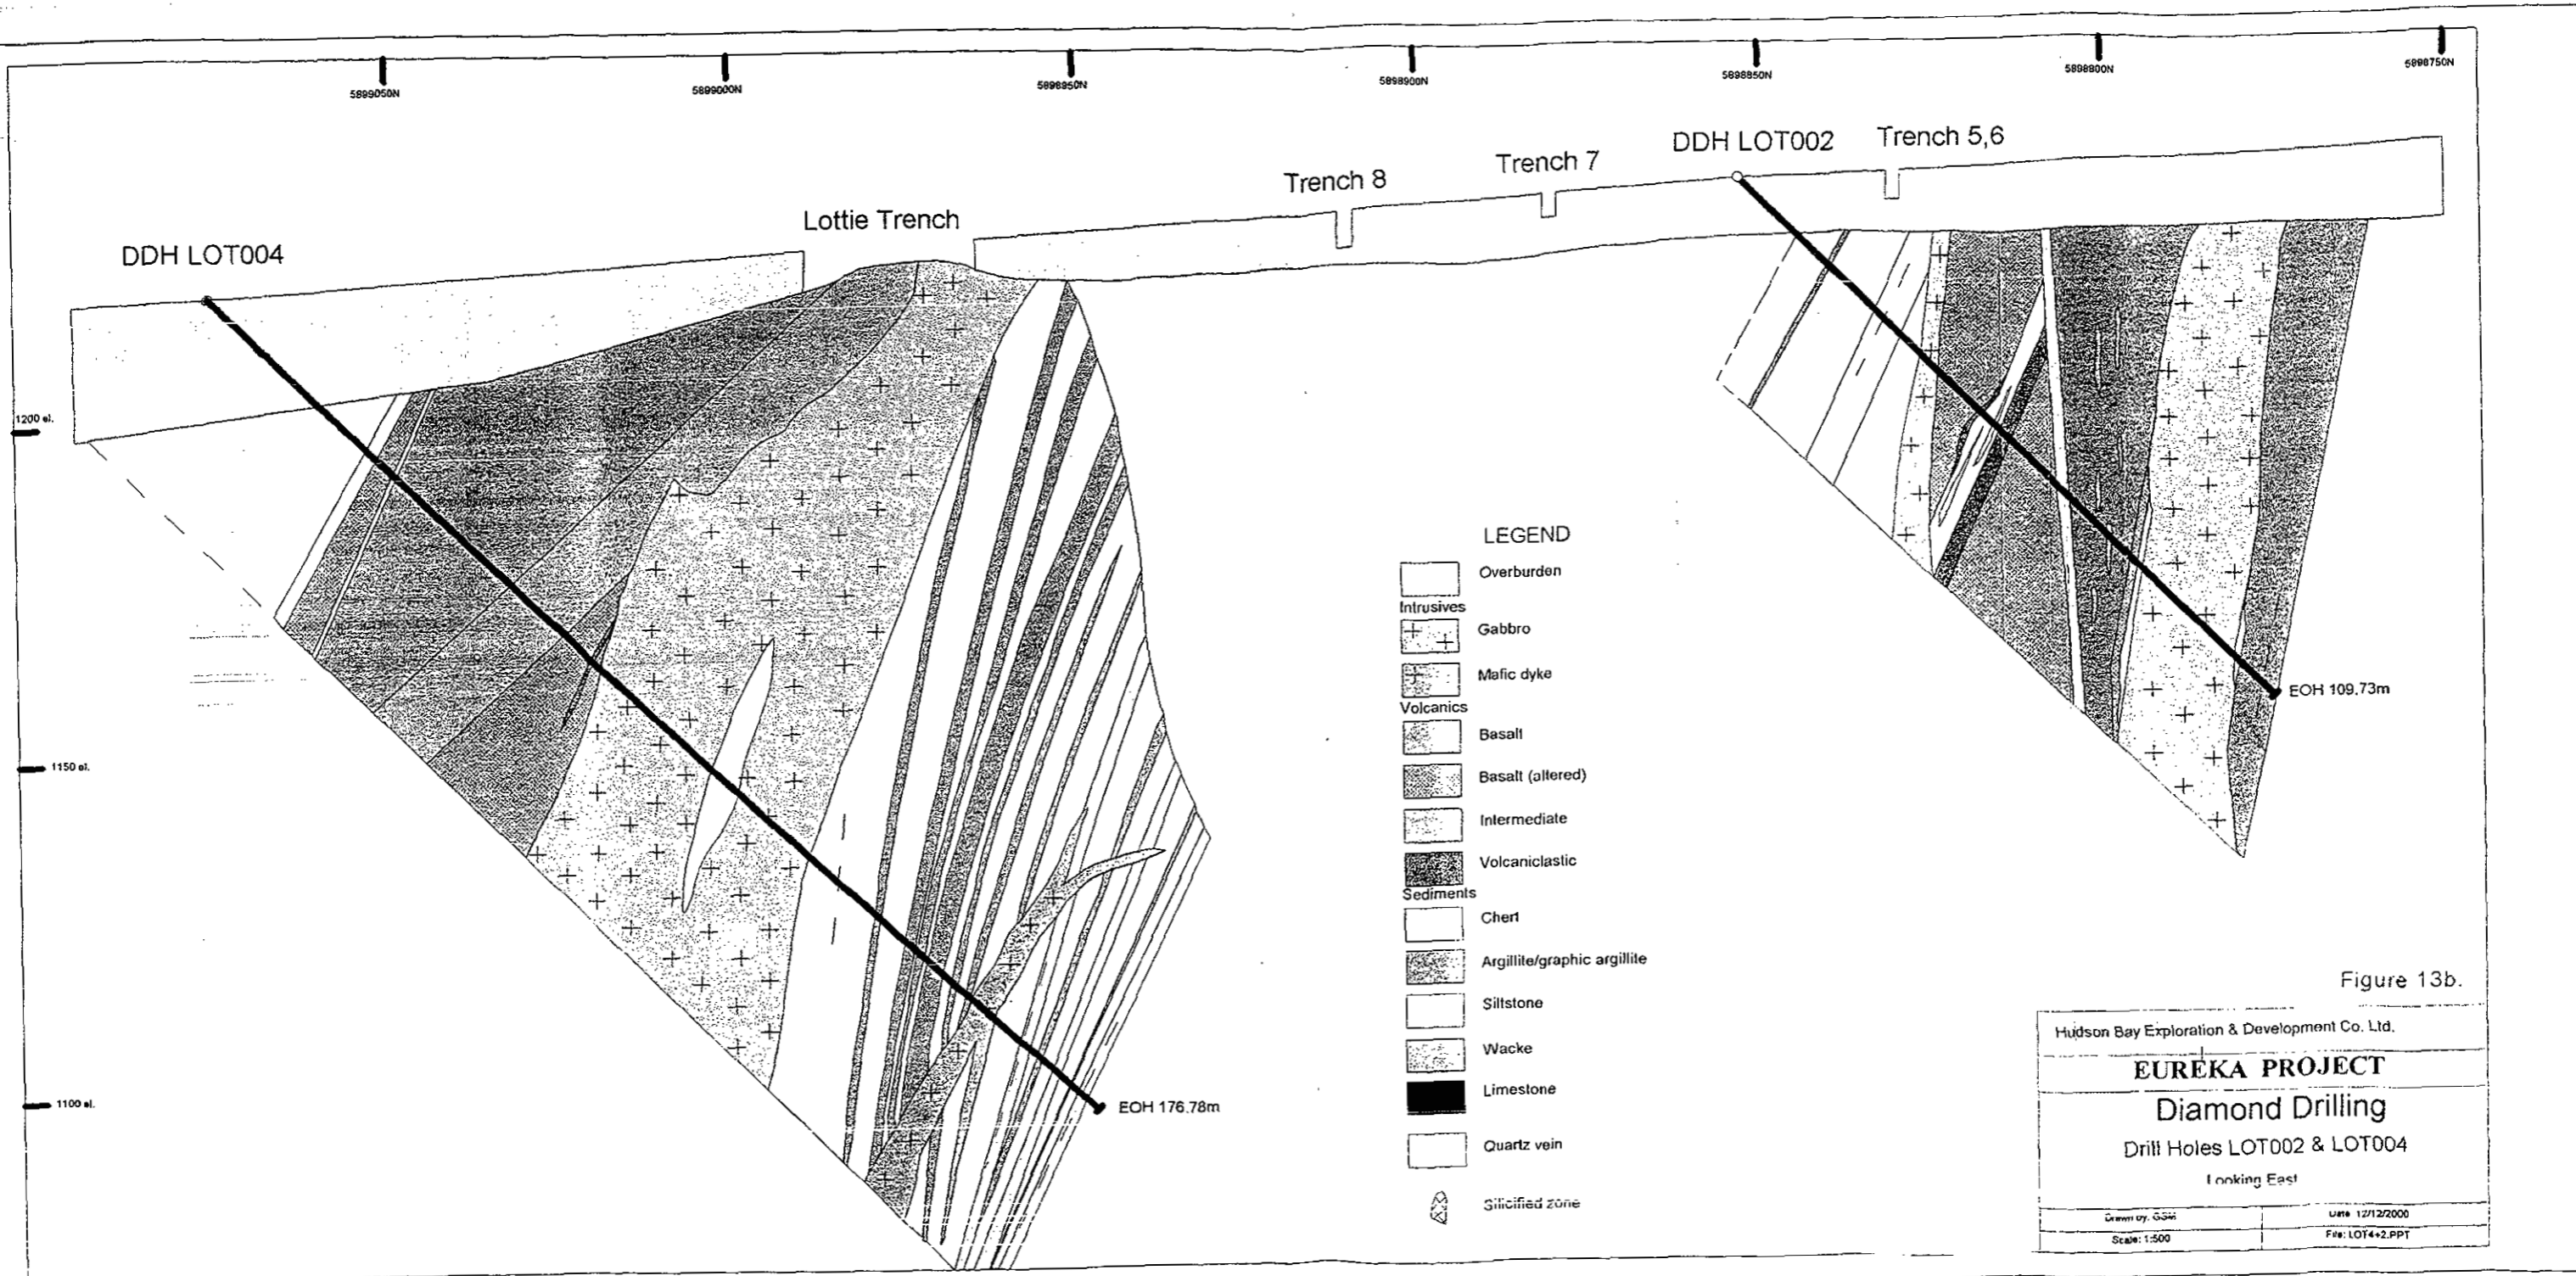 5899050N
5899000N
5898950N
5898900N
5898850N
5898800N
5898750N
DDH LOT004
Lottie Trench
Trench 8
Trench 7
DDH LOT002
Trench 5,6
1200 el.
1150 el.
1100 el.
EOH 176.78m
EOH 109.73m
LEGEND
Overburden
Intrusives
Gabbro
Mafic dyke
Volcanics
Basalt
Basalt (altered)
Intermediate
Volcaniclastic
Sediments
Chert
Argillite/graphic argillite
Siltstone
Wacke
Limestone
Quartz vein
Silicified zone
Figure 13b.
Hudson Bay Exploration & Development Co. Ltd.
EUREKA PROJECT
Diamond Drilling
Drill Holes LOT002 & LOT004
Looking East
Drawn by: GSM
Date 12/12/2000
Scale: 1:500
File: LOT4+2.PPT